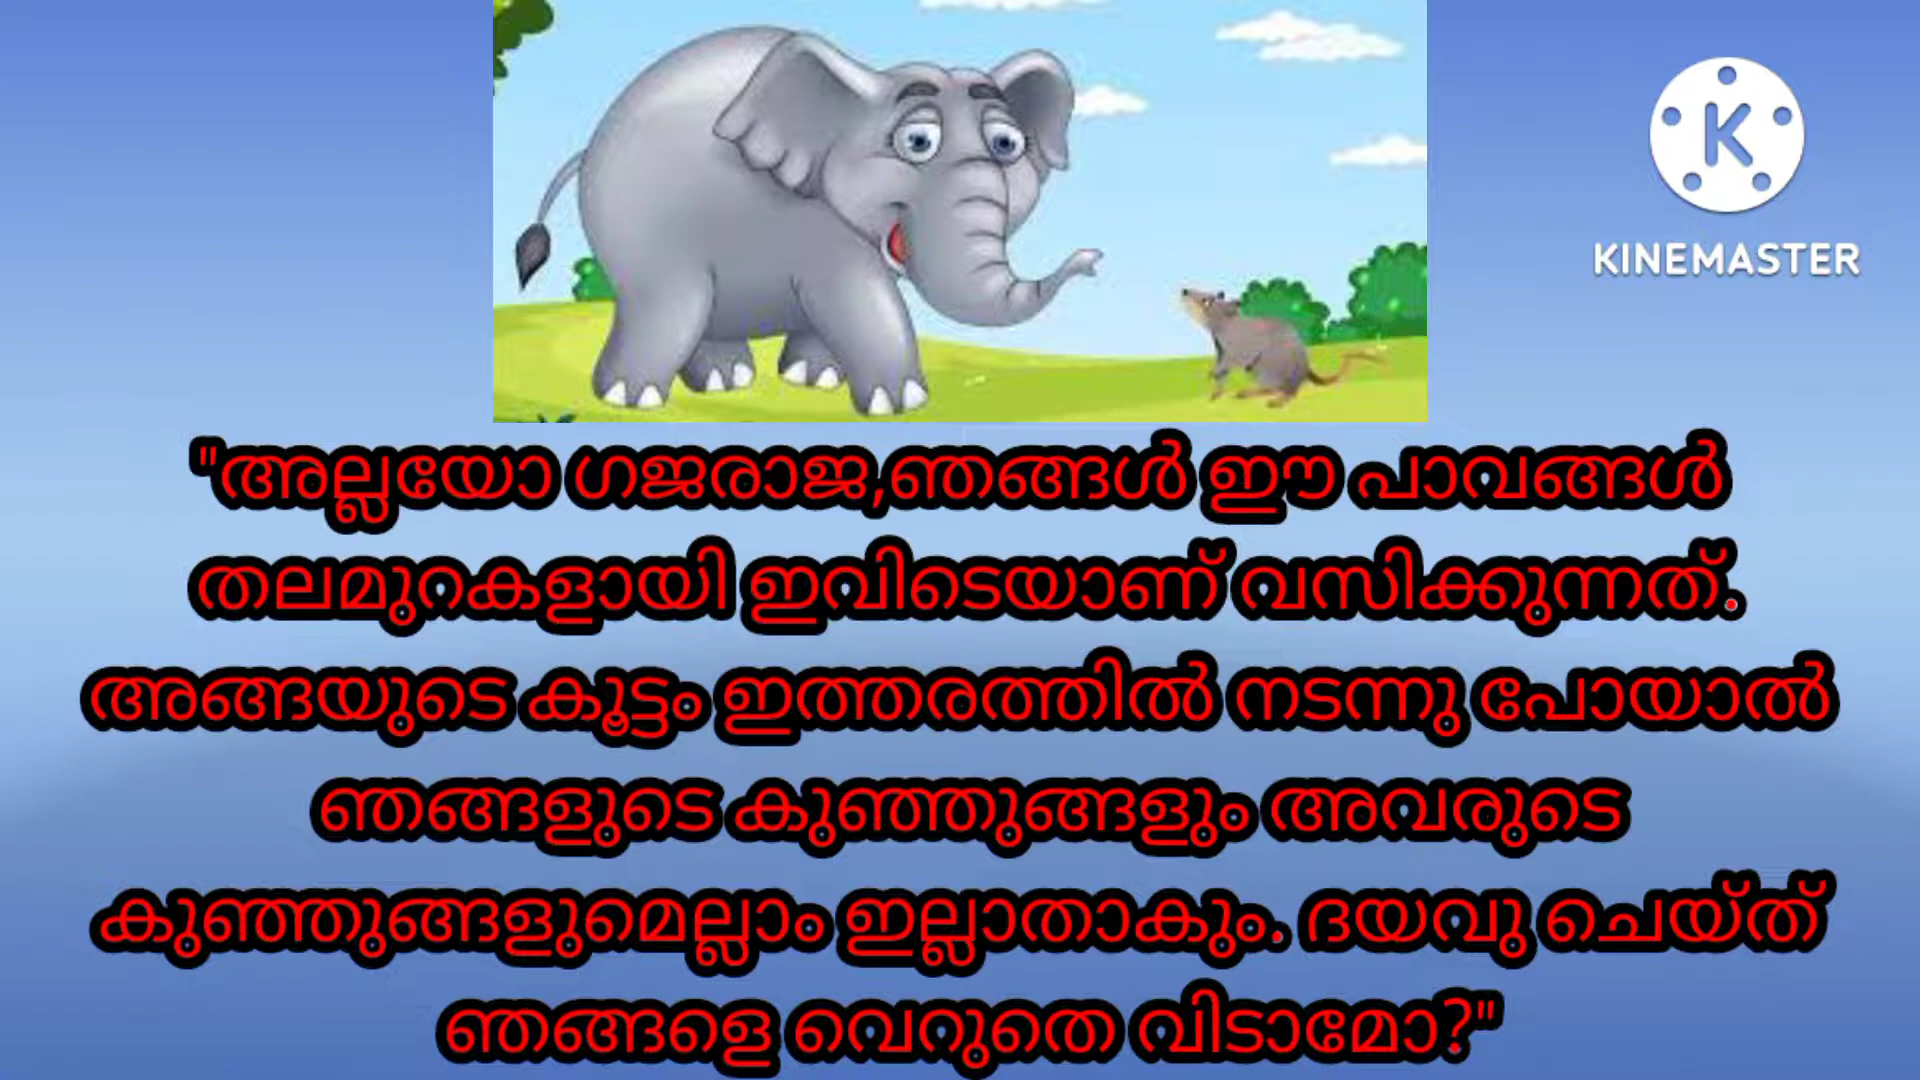 KINEMASTER
"അല്ലയോ ഗജരാജ,ഞങ്ങൾ ഈ പാവങ്ങൾ
തലമുറകളായി ഇവിടെയാണ് വസിക്കുന്നത്.
അങ്ങയുടെ കൂട്ടം ഇത്തരത്തിൽ നടന്നു പോയാൽ
ഞങ്ങളുടെ കുഞ്ഞുങ്ങളും അവരുടെ
കുഞ്ഞുങ്ങളുമെല്ലാം ഇല്ലാതാകും. ദയവു ചെയ്ത്
ഞങ്ങളെ വെറുതെ വിടാമോ?"